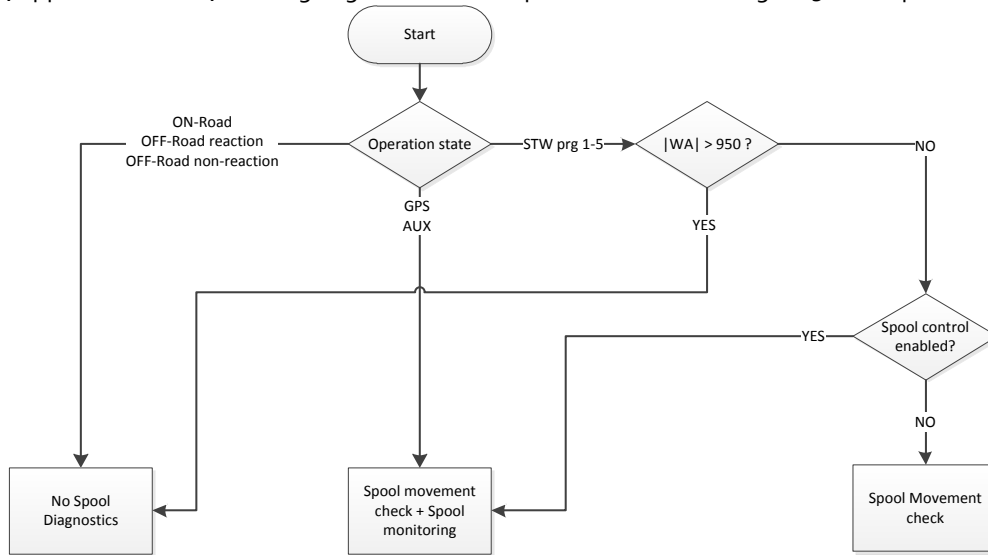 Start
ON-Road
OFF-Road reaction
OFF-Road non-reaction
Operation state
STW prg 1-5
|WA| > 950 ?
NO
GPS
AUX
YES
Spool control
enabled?
YES
NO
No Spool
Diagnostics
Spool movement
check + Spool
monitoring
Spool Movement
check